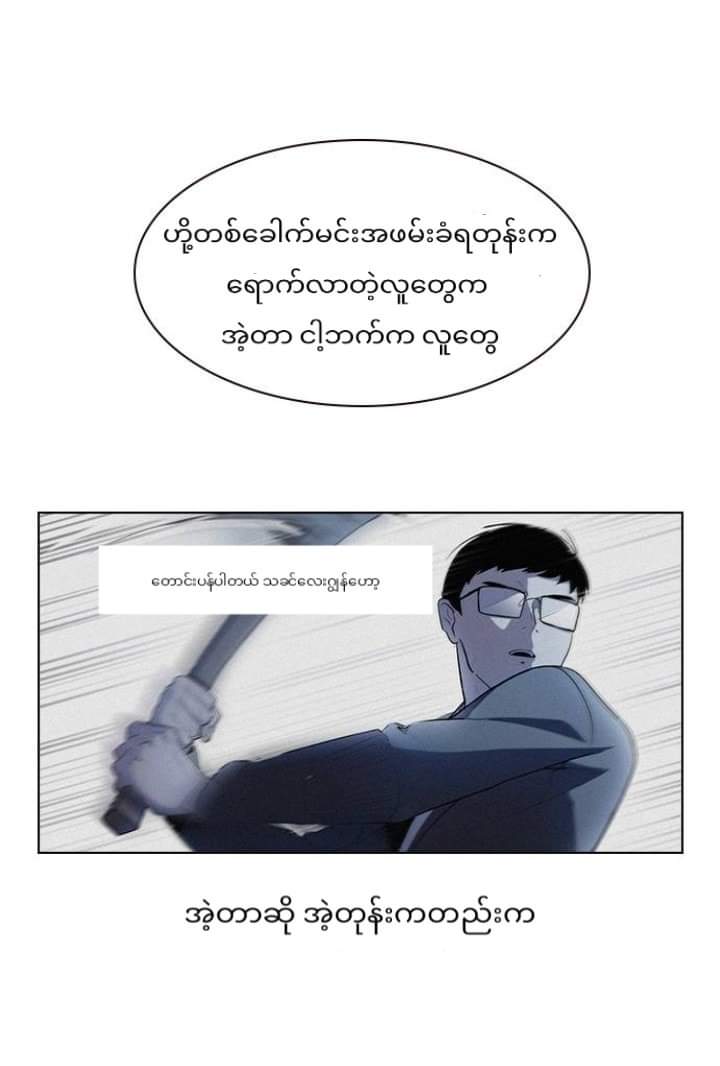 ဟို့တစ်ခေါက်မင်းအဖမ်းခံရတုန်းက
ရောက်လာတဲ့လူတွေက
အဲ့တာ ငါ့ဘက်က လူတွေ
တောင်းပန်ပါတယ် သခင်လေးဂျွန်ဟော့
အဲ့တာဆို အဲ့တုန်းကတည်းက